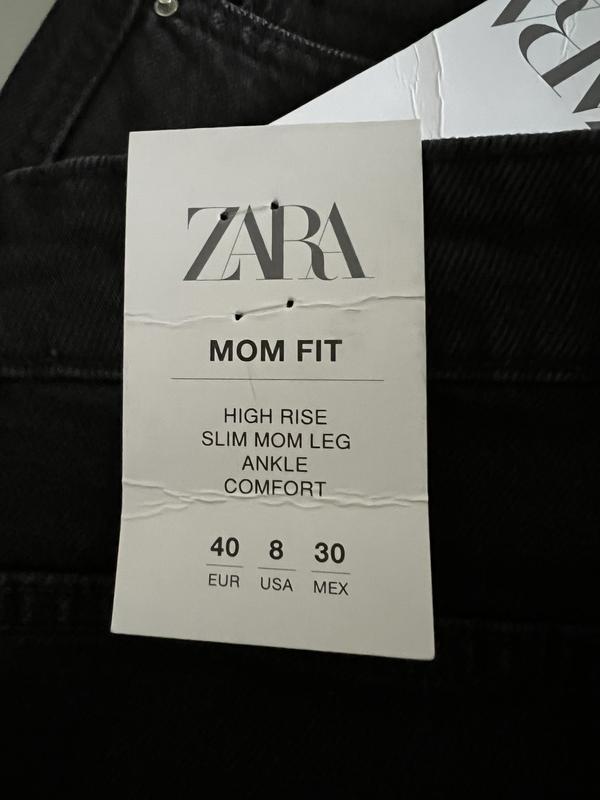 ZARA
MOM FIT
HIGH RISE
SLIM MOM LEG
ANKLE
COMFORT
40 8 30
EUR USA MEX